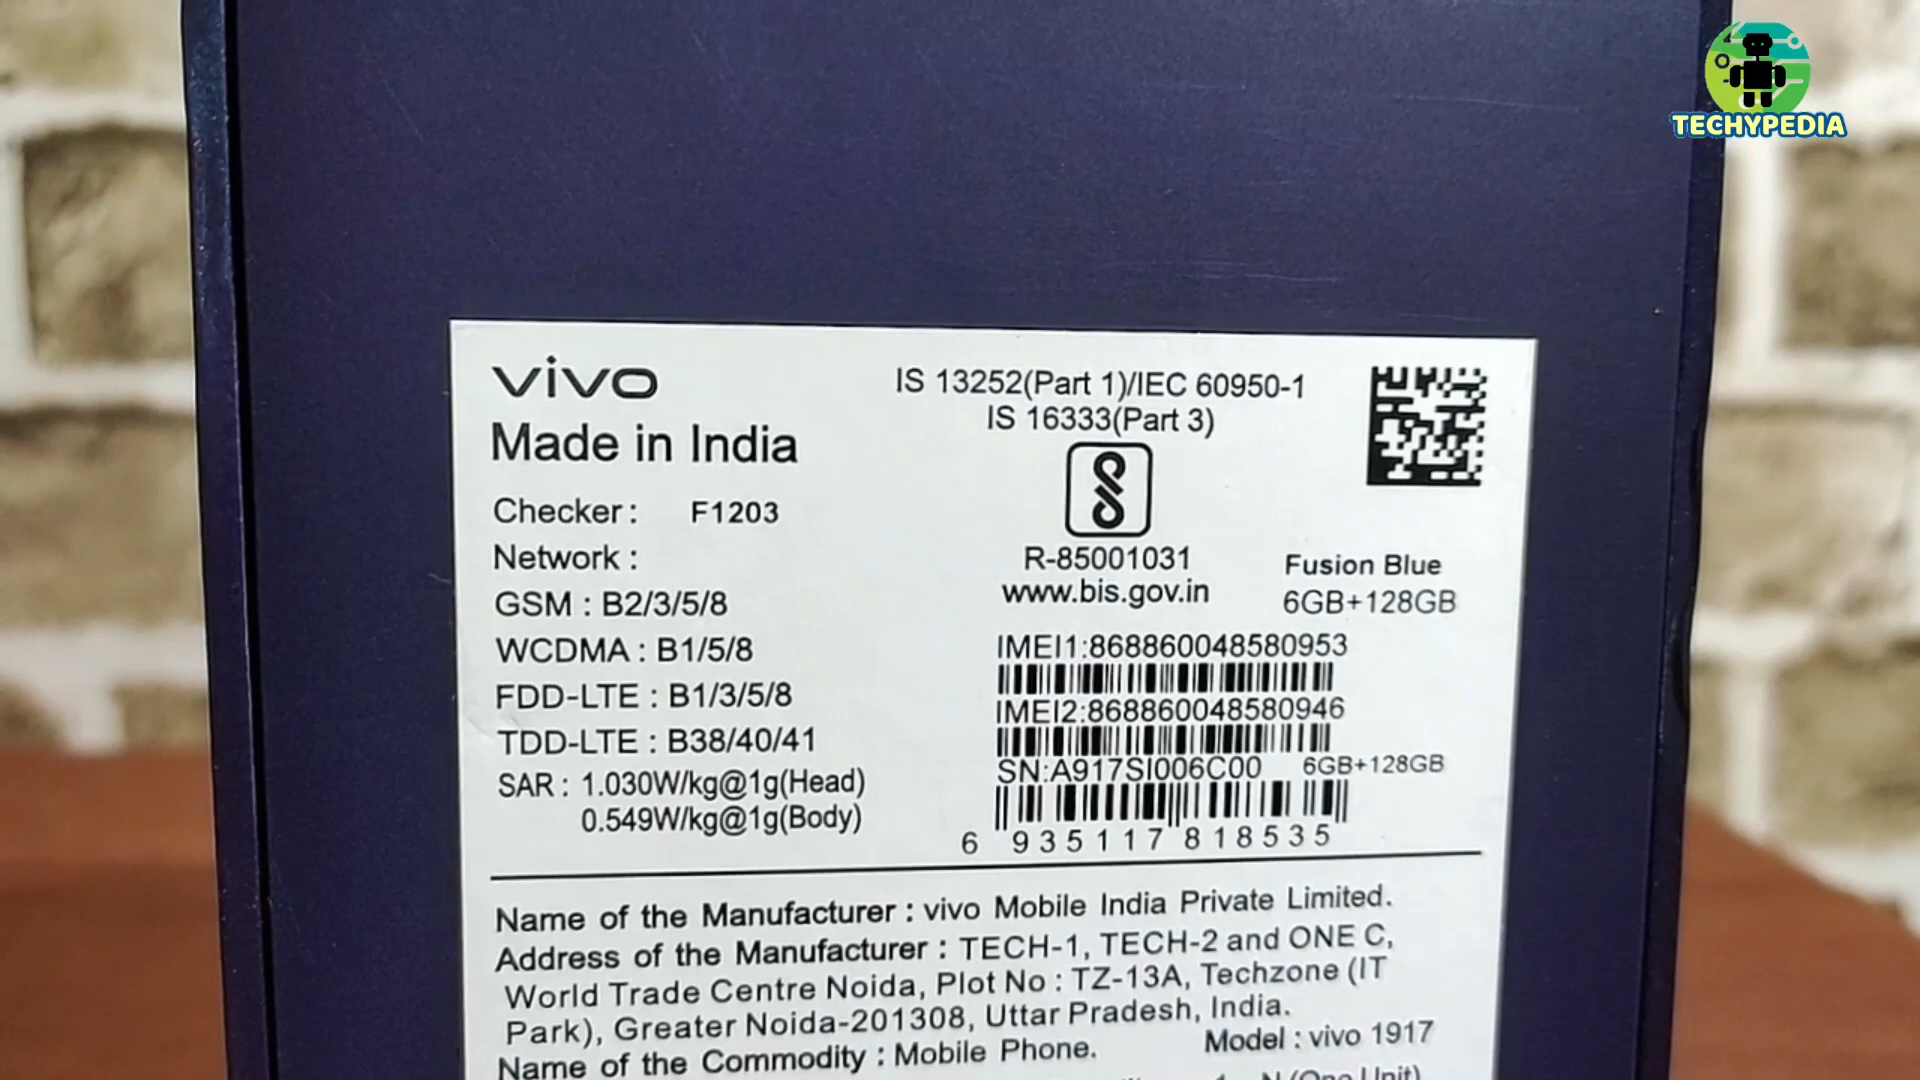 TECHYPEDIA
vivo
Made in India
Checker : F1203
Network :
GSM : B2/3/5/8
WCDMA : B1/5/8
FDD-LTE : B1/3/5/8
TDD-LTE : B38/40/41
SAR : 1.030W/kg@1g(Head)
0.549W/kg@1g(Body)
IS 13252(Part 1)/IEC 60950-1
IS 16333(Part 3)
R-85001031
www.bis.gov.in
Fusion Blue
6GB+128GB
IMEI1:868860048580953
IMEI2:868860048580946
SN:A917SI006C00 6GB+128GB
6 935117 818535
Name of the Manufacturer : vivo Mobile India Private Limited.
Address of the Manufacturer : TECH-1, TECH-2 and ONE C,
World Trade Centre Noida, Plot No : TZ-13A, Techzone (IT
Park), Greater Noida-201308, Uttar Pradesh, India.
Name of the Commodity : Mobile Phone. Model : vivo 1917
(One Unit)